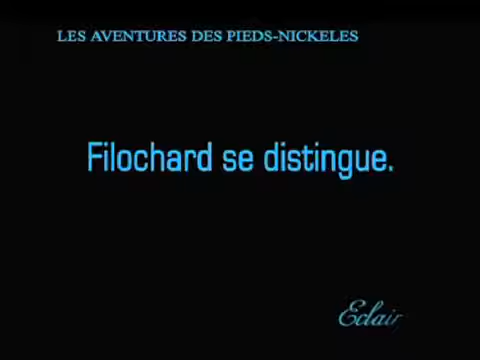 LES AVENTURES DES PIEDS-NICKELES
Filochard se distingue.
Eclair